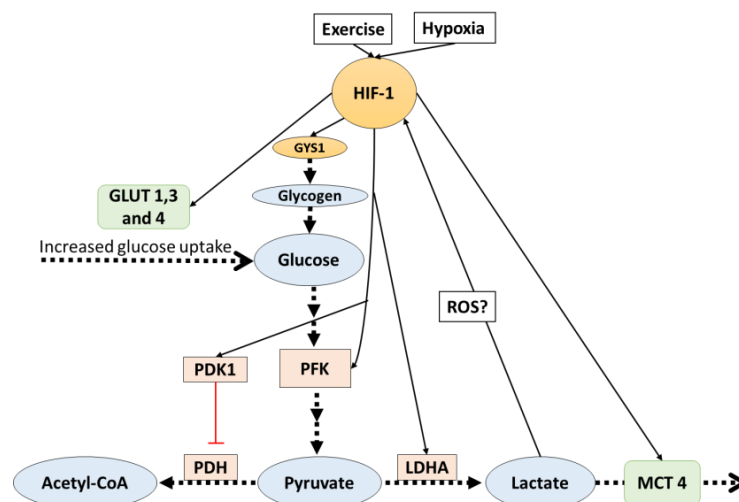 Exercise
Hypoxia
HIF-1
GYS1
GLUT 1,3
and 4
Glycogen
Increased glucose uptake
Glucose
ROS?
PDK1
PFK
PDH
LDHA
Acetyl-CoA
Pyruvate
Lactate
MCT 4